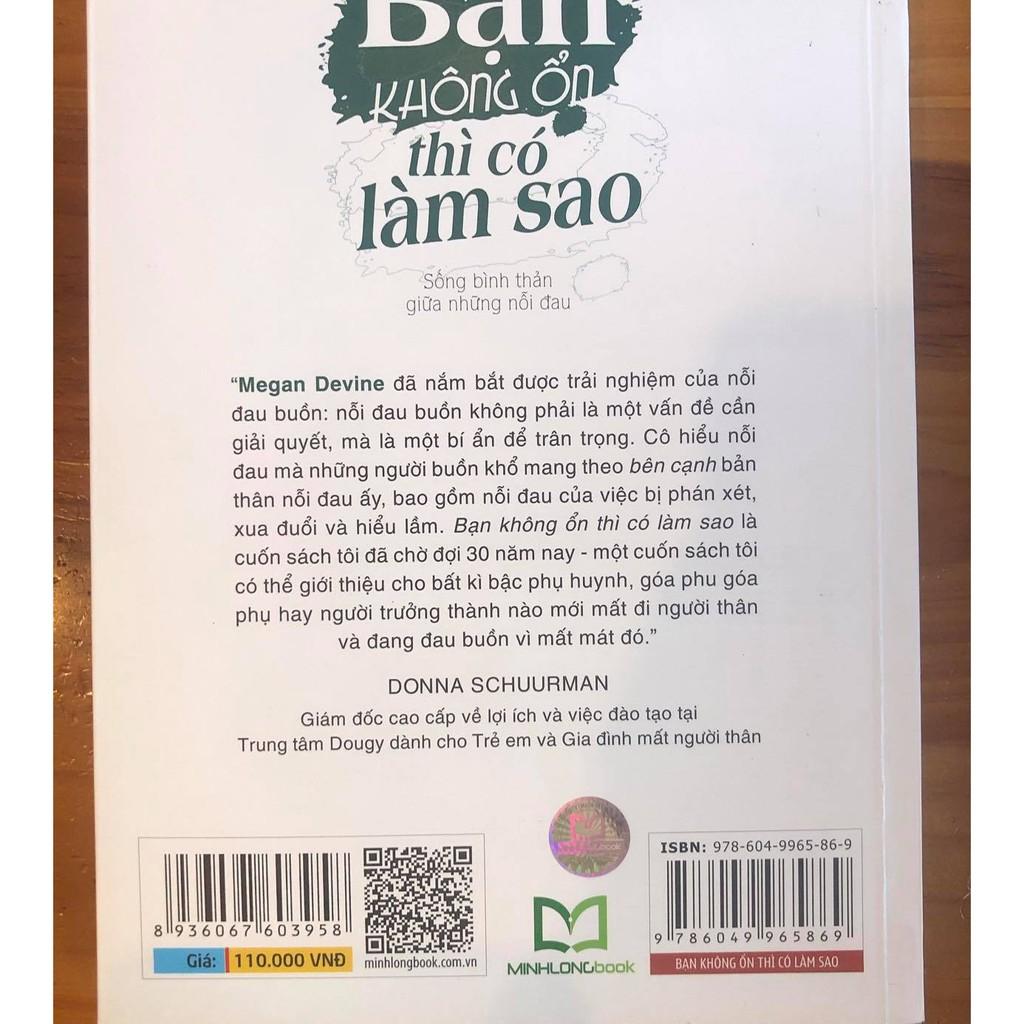 Bạn
KHÔNG ỔN
thì có
làm sao
Sống bình thản
giữa những nỗi đau
“Megan Devine đã nắm bắt được trải nghiệm của nỗi
đau buồn: nỗi đau buồn không phải là một vấn đề cần
giải quyết, mà là một bí ẩn để trân trọng. Cô hiểu nỗi
đau mà những người buồn khổ mang theo bên cạnh bản
thân nỗi đau ấy, bao gồm nỗi đau của việc bị phán xét,
xua đuổi và hiểu lầm. Bạn không ổn thì có làm sao là
cuốn sách tôi đã chờ đợi 30 năm nay - một cuốn sách tôi
có thể giới thiệu cho bất kì bậc phụ huynh, góa phu góa
phụ hay người trưởng thành nào mới mất đi người thân
và đang đau buồn vì mất mát đó.”
DONNA SCHUURMAN
Giám đốc cao cấp về lợi ích và việc đào tạo tại
Trung tâm Dougy dành cho Trẻ em và Gia đình mất người thân
8 936067 603958
Giá: 110.000 VNĐ
minhlongbook.com.vn
MINHLONGbook
ISBN: 978-604-9965-86-9
9 786049 965869
BẠN KHÔNG ỔN THÌ CÓ LÀM SAO